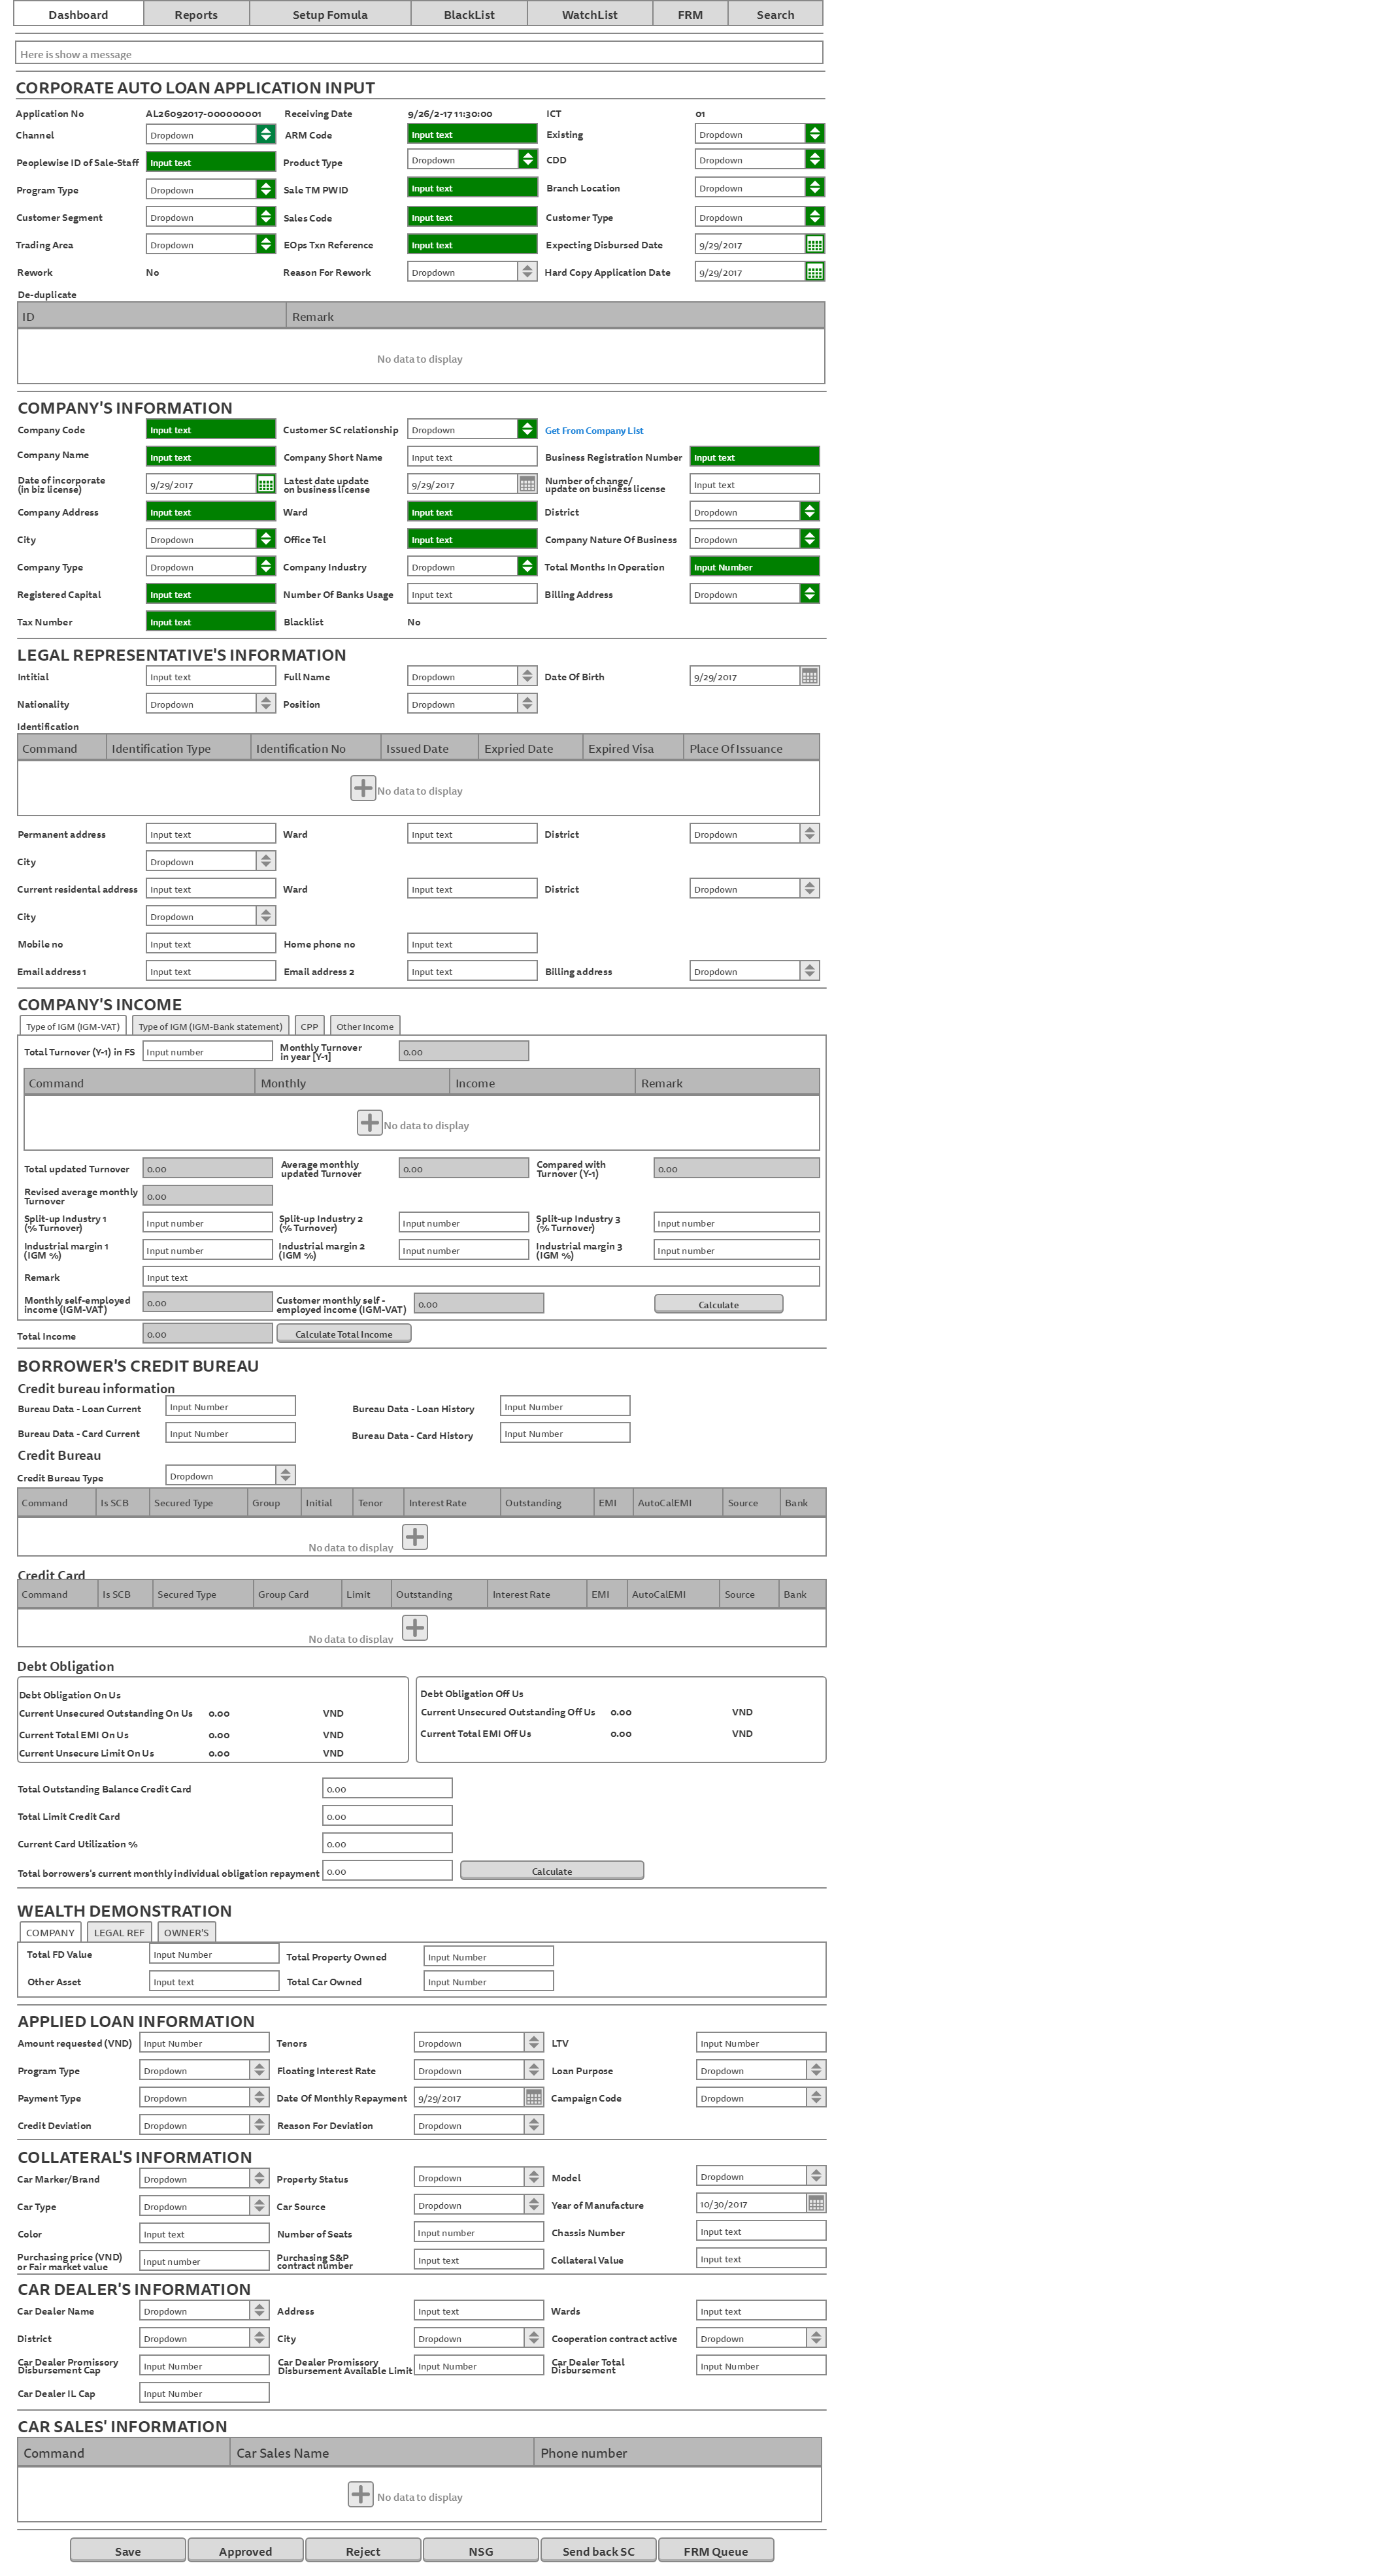 Dashboard Reports Setup Fomula BlackList WatchList FRM Search
Here is show a message
CORPORATE AUTO LOAN APPLICATION INPUT
Application No AL26092017-000000001 Receiving Date 9/26/2-17 11:30:00 ICT 01
Channel Dropdown ARM Code Input text Existing Dropdown
Peoplewise ID of Sale-Staff Input text Product Type Dropdown CDD Dropdown
Program Type Dropdown Sale TM PWID Input text Branch Location Dropdown
Customer Segment Dropdown Sales Code Input text Customer Type Dropdown
Trading Area Dropdown EOps Txn Reference Input text Expecting Disbursed Date 9/29/2017
Rework No Reason For Rework Dropdown Hard Copy Application Date 9/29/2017
De-duplicate
ID Remark
No data to display
COMPANY'S INFORMATION
Company Code Input text Customer SC relationship Dropdown Get From Company List
Company Name Input text Company Short Name Input text Business Registration Number Input text
Date of incorporate (in biz license) 9/29/2017 Latest date update on business license 9/29/2017 Number of change/ update on business license Input text
Company Address Input text Ward Input text District Dropdown
City Dropdown Office Tel Input text Company Nature Of Business Dropdown
Company Type Dropdown Company Industry Dropdown Total Months In Operation Input Number
Registered Capital Input text Number Of Banks Usage Input text Billing Address Dropdown
Tax Number Input text Blacklist No
LEGAL REPRESENTATIVE'S INFORMATION
Intitial Input text Full Name Dropdown Date Of Birth 9/29/2017
Nationality Dropdown Position Dropdown
Identification
Command Identification Type Identification No Issued Date Expried Date Expired Visa Place Of Issuance
No data to display
Permanent address Input text Ward Input text District Dropdown
City Dropdown
Current residental address Input text Ward Input text District Dropdown
City Dropdown
Mobile no Input text Home phone no Input text
Email address 1 Input text Email address 2 Input text Billing address Dropdown
COMPANY'S INCOME
Type of IGM (IGM-VAT) Type of IGM (IGM-Bank statement) CPP Other Income
Total Turnover (Y-1) in FS Input number Monthly Turnover in year [Y-1] 0.00
Command Monthly Income Remark
No data to display
Total updated Turnover 0.00 Average monthly updated Turnover 0.00 Compared with Turnover (Y-1) 0.00
Revised average monthly Turnover 0.00
Split-up Industry 1 (% Turnover) Input number Split-up Industry 2 (% Turnover) Input number Split-up Industry 3 (% Turnover) Input number
Industrial margin 1 (IGM %) Input number Industrial margin 2 (IGM %) Input number Industrial margin 3 (IGM %) Input number
Remark Input text
Monthly self-employed income (IGM-VAT) 0.00 Customer monthly self - employed income (IGM-VAT) 0.00 Calculate
Total Income 0.00 Calculate Total Income
BORROWER'S CREDIT BUREAU
Credit bureau information
Bureau Data - Loan Current Input Number Bureau Data - Loan History Input Number
Bureau Data - Card Current Input Number Bureau Data - Card History Input Number
Credit Bureau
Credit Bureau Type Dropdown
Command Is SCB Secured Type Group Initial Tenor Interest Rate Outstanding EMI AutoCalEMI Source Bank
No data to display
Credit Card
Command Is SCB Secured Type Group Card Limit Outstanding Interest Rate EMI AutoCalEMI Source Bank
No data to display
Debt Obligation
Debt Obligation On Us Debt Obligation Off Us
Current Unsecured Outstanding On Us 0.00 VND Current Unsecured Outstanding Off Us 0.00 VND
Current Total EMI On Us 0.00 VND Current Total EMI Off Us 0.00 VND
Current Unsecure Limit On Us 0.00 VND
Total Outstanding Balance Credit Card 0.00
Total Limit Credit Card 0.00
Current Card Utilization % 0.00
Total borrowers's current monthly individual obligation repayment 0.00 Calculate
WEALTH DEMONSTRATION
COMPANY LEGAL REF OWNER'S
Total FD Value Input Number Total Property Owned Input Number
Other Asset Input text Total Car Owned Input Number
APPLIED LOAN INFORMATION
Amount requested (VND) Input Number Tenors Dropdown LTV Input Number
Program Type Dropdown Floating Interest Rate Dropdown Loan Purpose Dropdown
Payment Type Dropdown Date Of Monthly Repayment 9/29/2017 Campaign Code Dropdown
Credit Deviation Dropdown Reason For Deviation Dropdown
COLLATERAL'S INFORMATION
Car Marker/Brand Dropdown Property Status Dropdown Model Dropdown
Car Type Dropdown Car Source Dropdown Year of Manufacture 10/30/2017
Color Input text Number of Seats Input number Chassis Number Input text
Purchasing price (VND) or Fair market value Input number Purchasing S&P contract number Input text Collateral Value Input text
CAR DEALER'S INFORMATION
Car Dealer Name Dropdown Address Input text Wards Input text
District Dropdown City Dropdown Cooperation contract active Dropdown
Car Dealer Promissory Disbursement Cap Input Number Car Dealer Promissory Disbursement Available Limit Input Number Car Dealer Total Disbursement Input Number
Car Dealer IL Cap Input Number
CAR SALES' INFORMATION
Command Car Sales Name Phone number
No data to display
Save Approved Reject NSG Send back SC FRM Queue